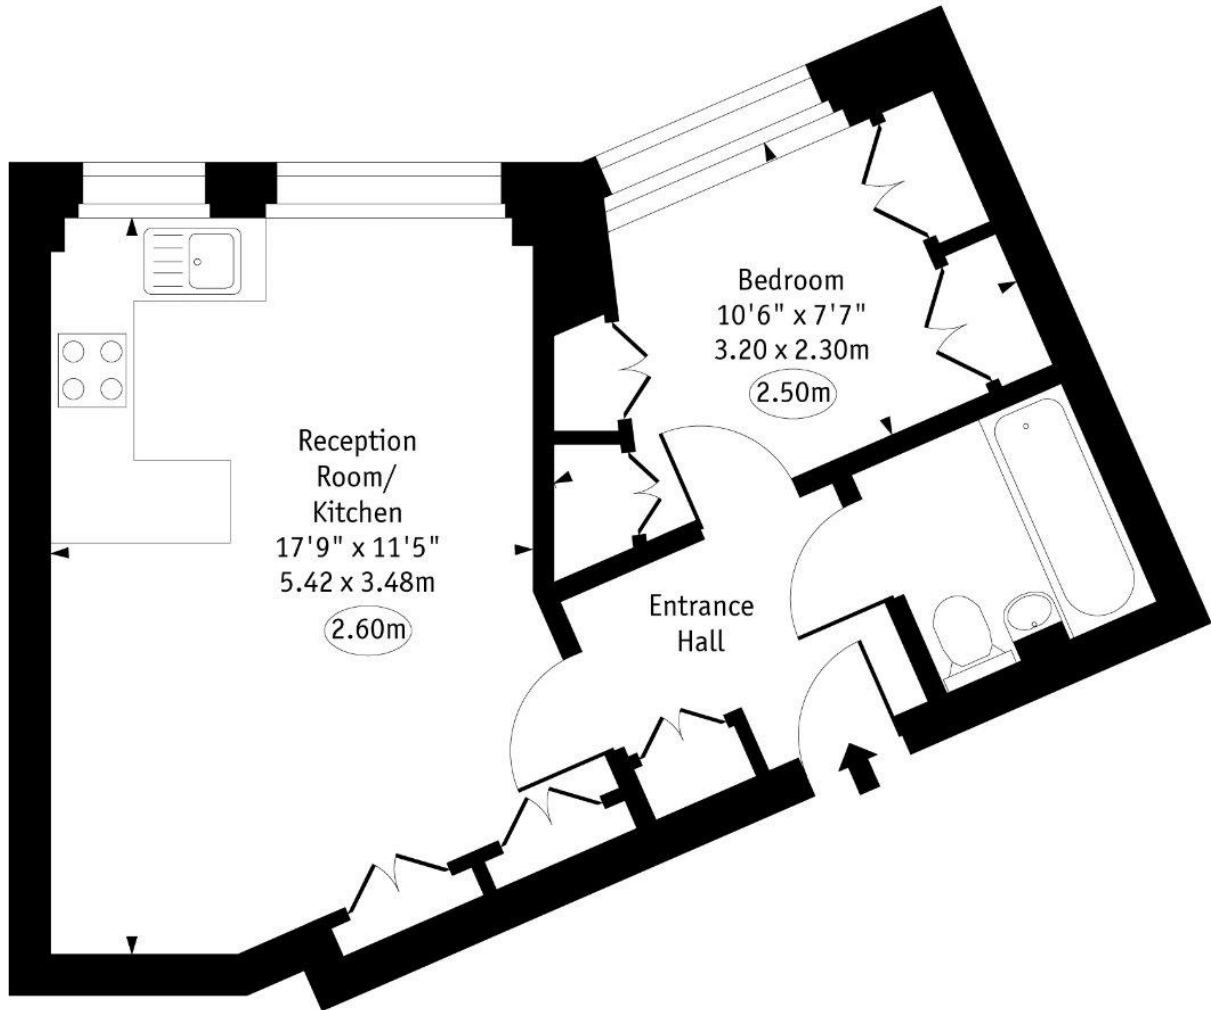 Bedroom
10'6" x 7'7"
3.20 x 2.30m
2.50m
Reception
Room/
Kitchen
17'9" x 11'5"
5.42 x 3.48m
2.60m
Entrance
Hall